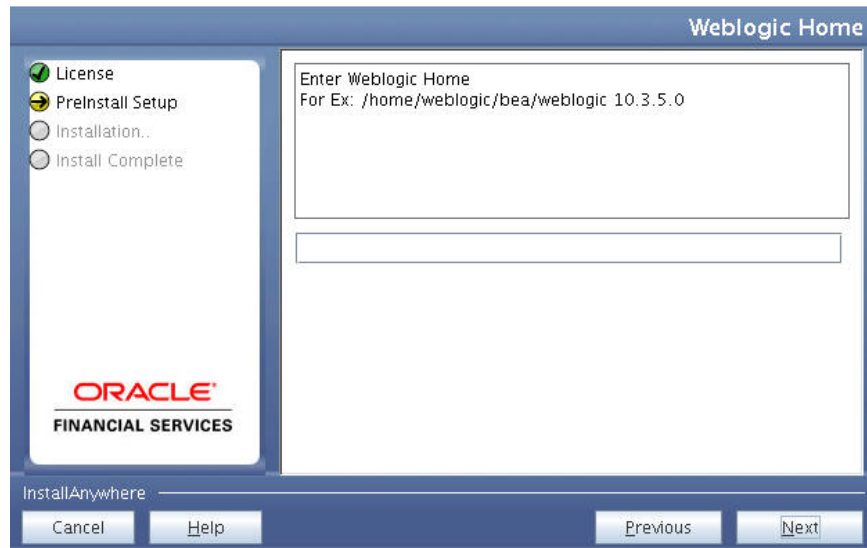 Weblogic Home
License
PreInstall Setup
Installation..
Install Complete
Enter Weblogic Home
For Ex: /home/weblogic/bea/weblogic 10.3.5.0
ORACLE'
FINANCIAL SERVICES
InstallAnywhere
Cancel
Help
Previous
Next